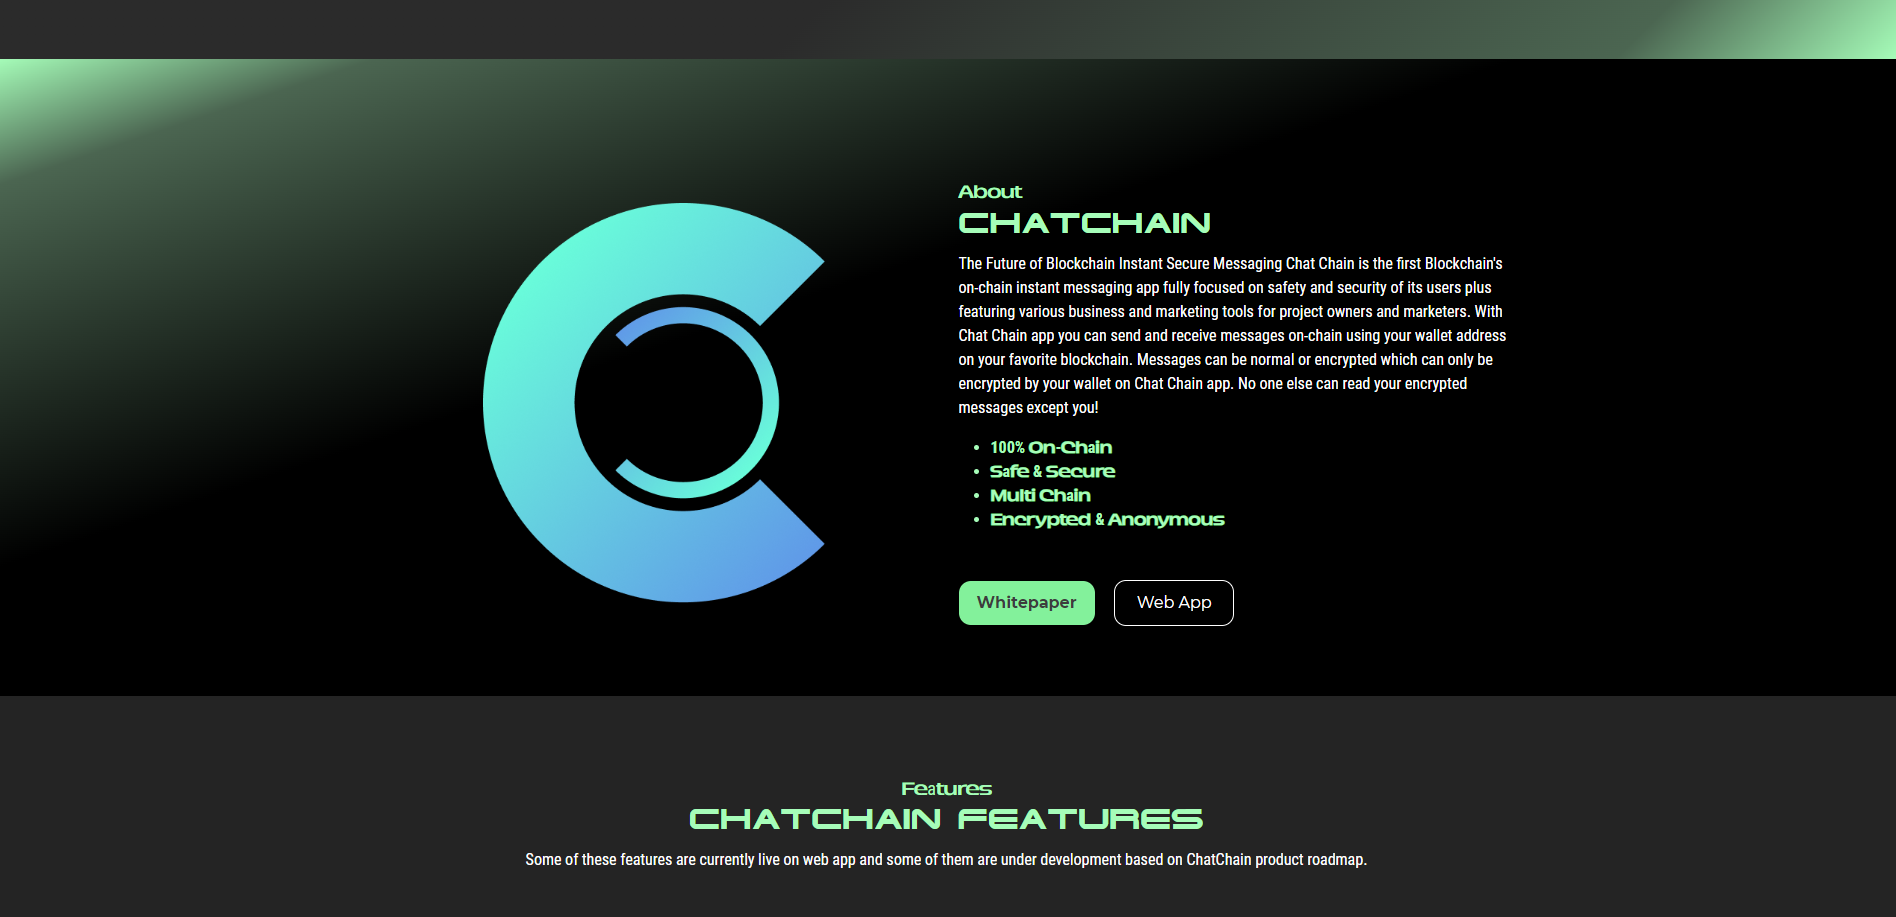 About
CHATCHAIN
The Future of Blockchain Instant Secure Messaging Chat Chain is the first Blockchain's
on-chain instant messaging app fully focused on safety and security of its users plus
featuring various business and marketing tools for project owners and marketers. With
Chat Chain app you can send and receive messages on-chain using your wallet address
on your favorite blockchain. Messages can be normal or encrypted which can only be
encrypted by your wallet on Chat Chain app. No one else can read your encrypted
messages except you!
• 100% On-Chain
• Safe & Secure
• Multi Chain
• Encrypted & Anonymous
Whitepaper Web App
Features
CHATCHAIN FEATURES
Some of these features are currently live on web app and some of them are under development based on ChatChain product roadmap.